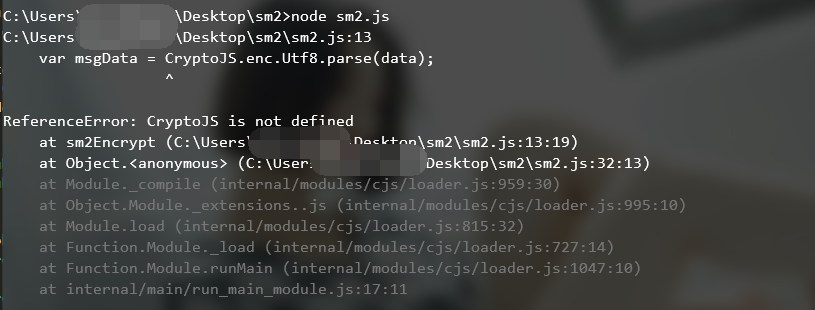 C:\Users\ \Desktop\sm2>node sm2.js
C:\Users \Desktop\sm2\sm2.js:13
    var msgData = CryptoJS.enc.Utf8.parse(data);
                  ^
ReferenceError: CryptoJS is not defined
    at sm2Encrypt (C:\Users\ Desktop\sm2\sm2.js:13:19)
    at Object.<anonymous> (C:\Users Desktop\sm2\sm2.js:32:13)
    at Module._compile (internal/modules/cjs/loader.js:959:30)
    at Object.Module._extensions..js (internal/modules/cjs/loader.js:995:10)
    at Module.load (internal/modules/cjs/loader.js:815:32)
    at Function.Module._load (internal/modules/cjs/loader.js:727:14)
    at Function.Module.runMain (internal/modules/cjs/loader.js:1047:10)
    at internal/main/run_main_module.js:17:11